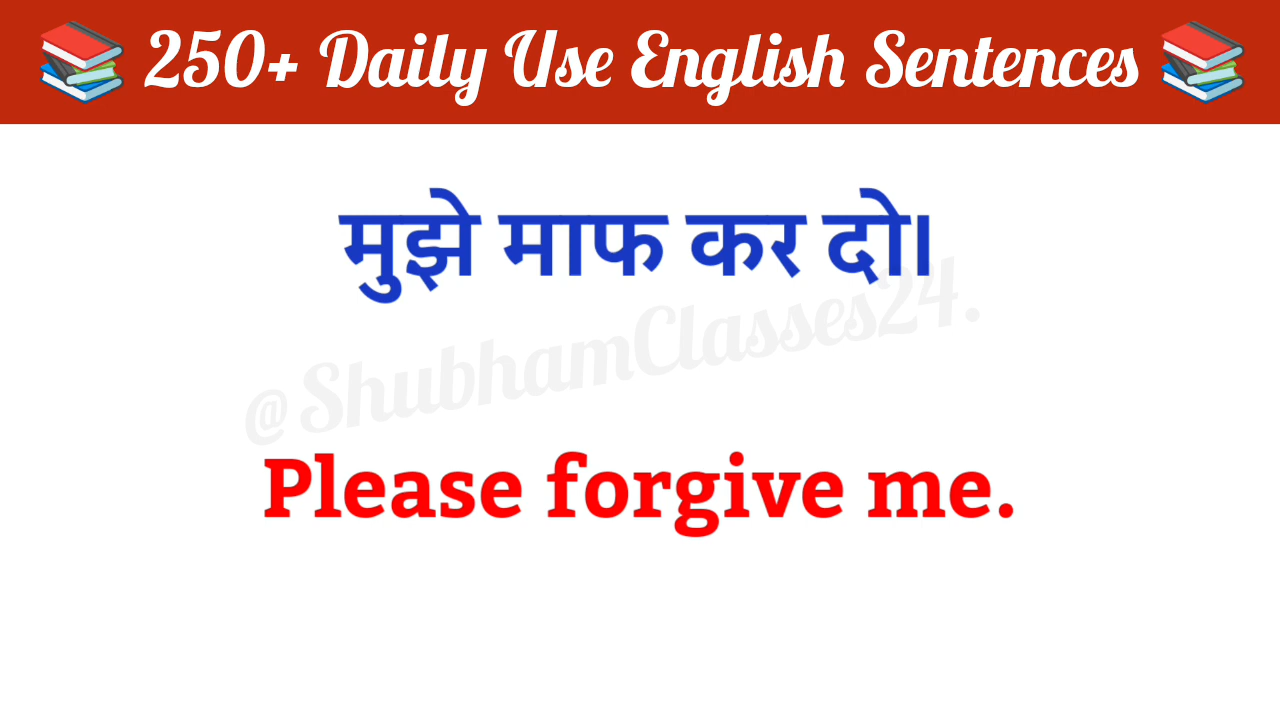 📚 250+ Daily Use English Sentences 📚
मुझे माफ कर दो।
@ShubhamClasses24.
Please forgive me.